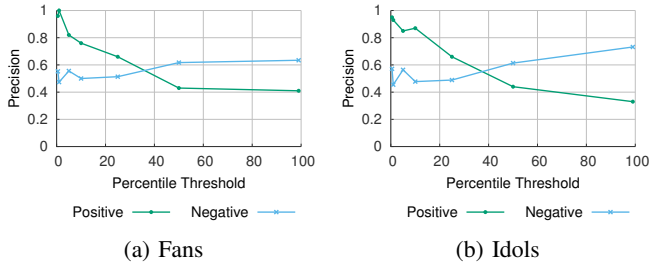 1
0.8
0.6
0.4
0.2
0
Precision
0 20 40 60 80 100
Percentile Threshold
Positive Negative
(a) Fans
1
0.8
0.6
0.4
0.2
0
Precision
0 20 40 60 80 100
Percentile Threshold
Positive Negative
(b) Idols